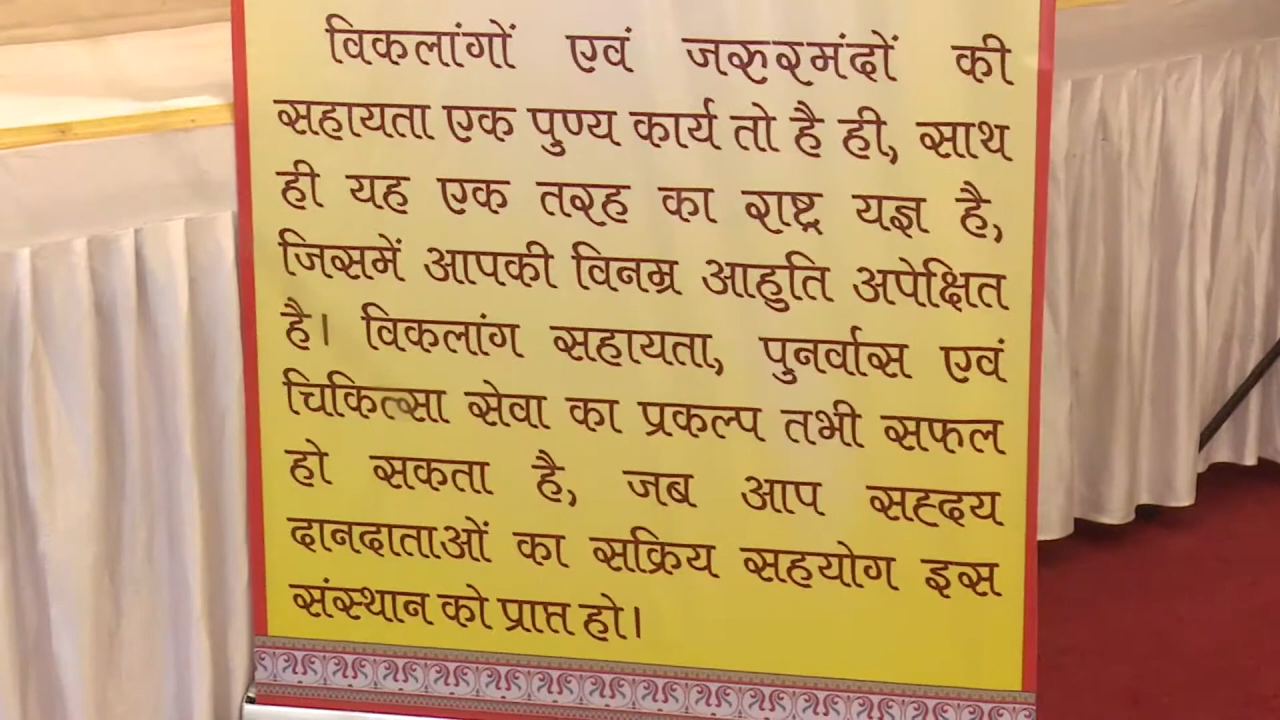 विकलांगों एवं जरुरमंदों की
सहायता एक पुण्य कार्य तो है ही, साथ
ही यह एक तरह का राष्ट्र यज्ञ है,
जिसमें आपकी विनम्र आहुति अपेक्षित
है। विकलांग सहायता, पुनर्वास एवं
चिकित्सा सेवा का प्रकल्प तभी सफल
हो सकता है, जब आप सह्दय
दानदाताओं का सक्रिय सहयोग इस
संस्थान को प्राप्त हो।